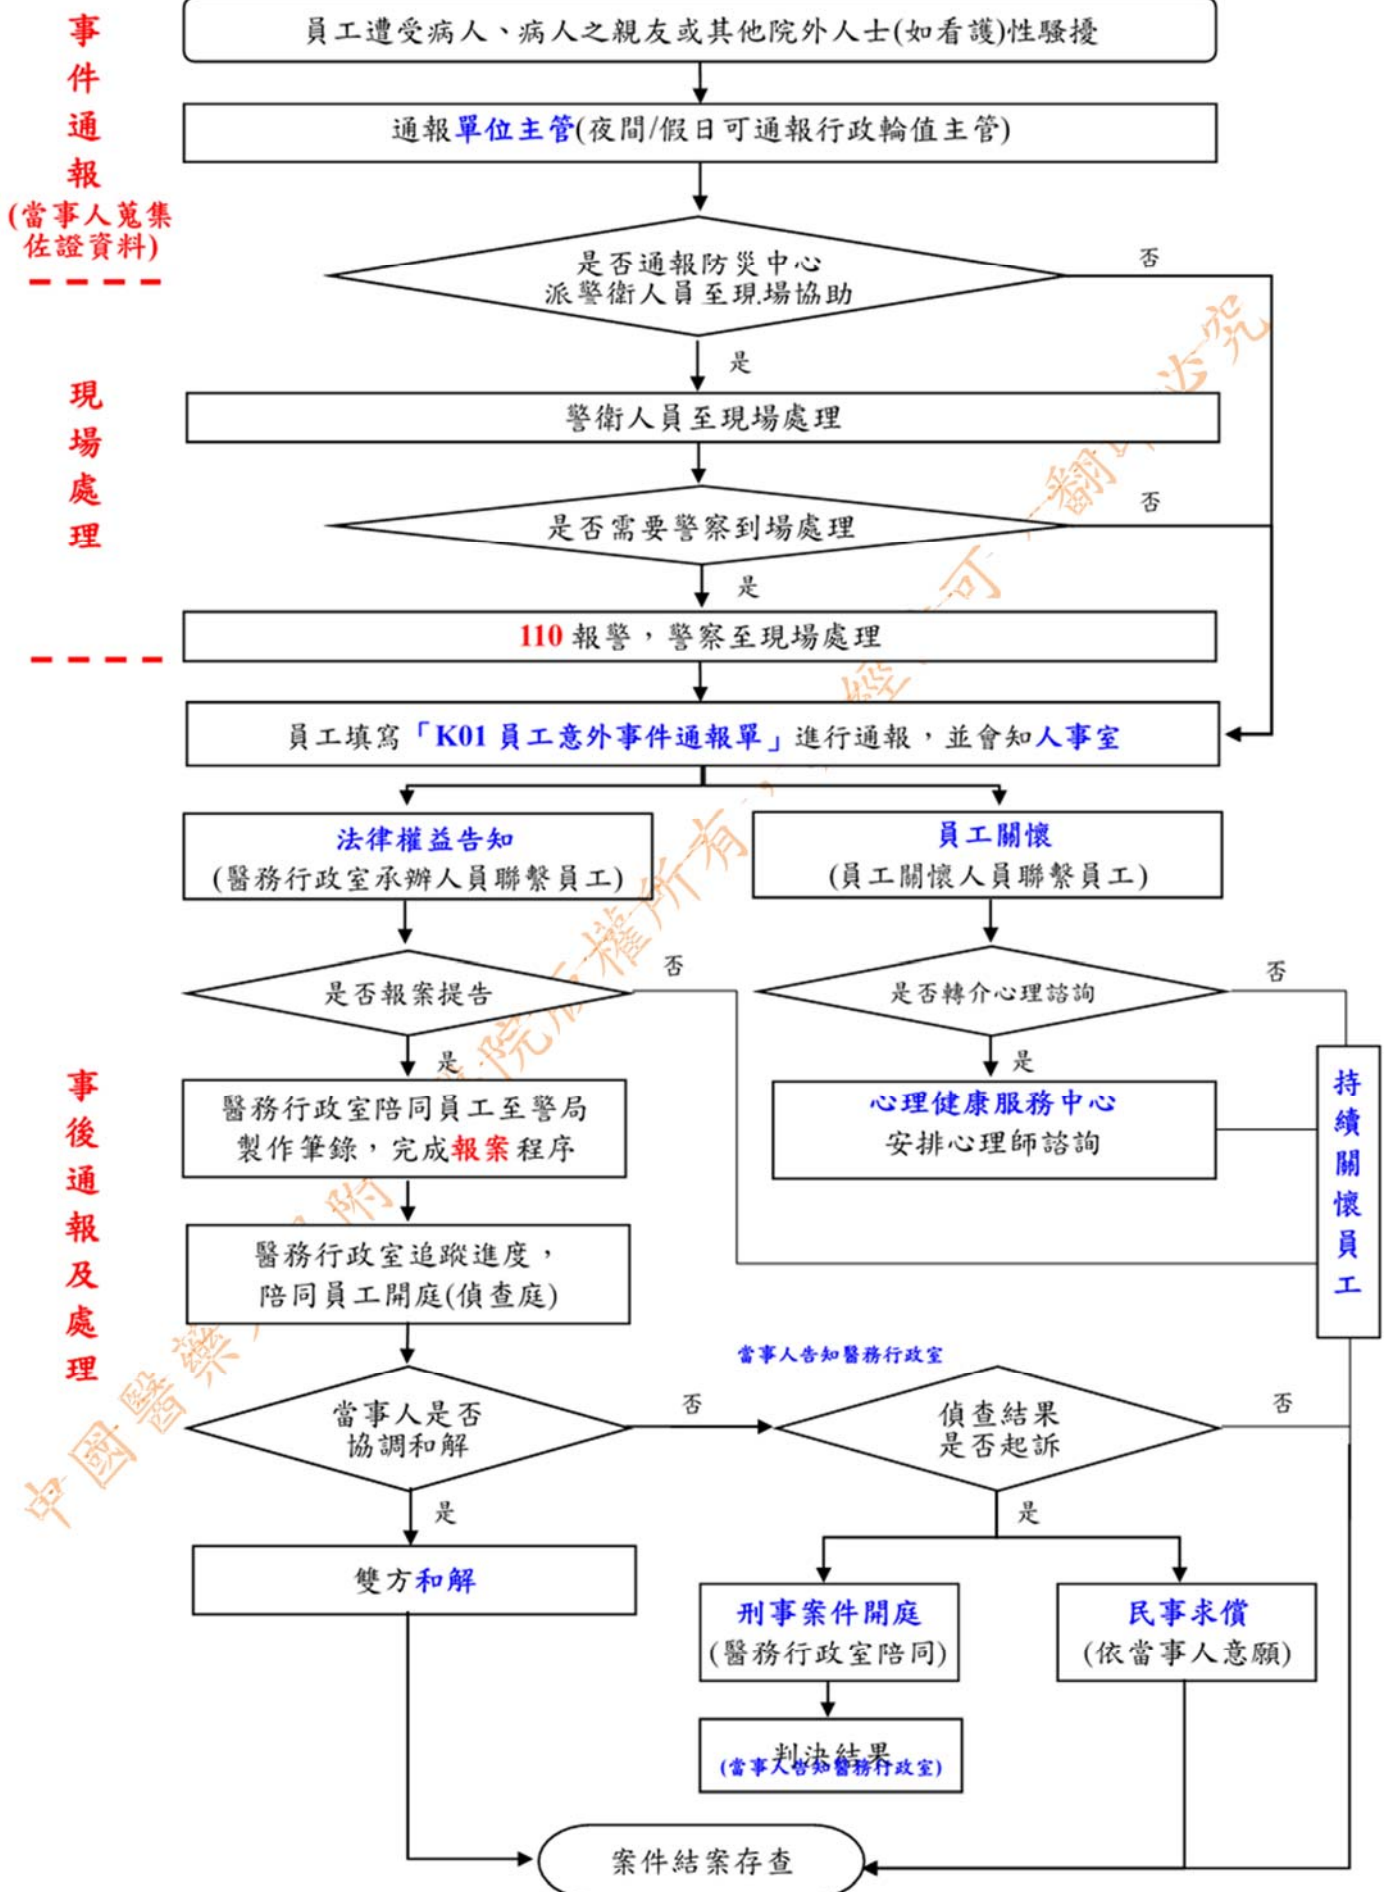 事件通報
(當事人蒐集
佐證資料)
員工遭受病人、病人之親友或其他院外人士(如看護)性騷擾
通報單位主管(夜間/假日可通報行政輪值主管)
是否通報防災中心
派警衛人員至現場協助
否
是
現場處理
警衛人員至現場處理
是否需要警察到場處理
否
是
110 報警，警察至現場處理
員工填寫「K01 員工意外事件通報單」進行通報，並會知人事室
事後通報及處理
法律權益告知
(醫務行政室承辦人員聯繫員工)
員工關懷
(員工關懷人員聯繫員工)
是否報案提告
否
是
是否轉介心理諮詢
否
是
醫務行政室陪同員工至警局
製作筆錄，完成報案程序
心理健康服務中心
安排心理師諮詢
持續關懷員工
醫務行政室追蹤進度，
陪同員工開庭(偵查庭)
當事人是否
協調和解
否
是
當事人告知醫務行政室
偵查結果
是否起訴
否
是
雙方和解
刑事案件開庭
(醫務行政室陪同)
民事求償
(依當事人意願)
判決結果
(當事人告知醫務行政室)
案件結案存查
中國醫藥
附
院版權所有，
經
可
翻印必究